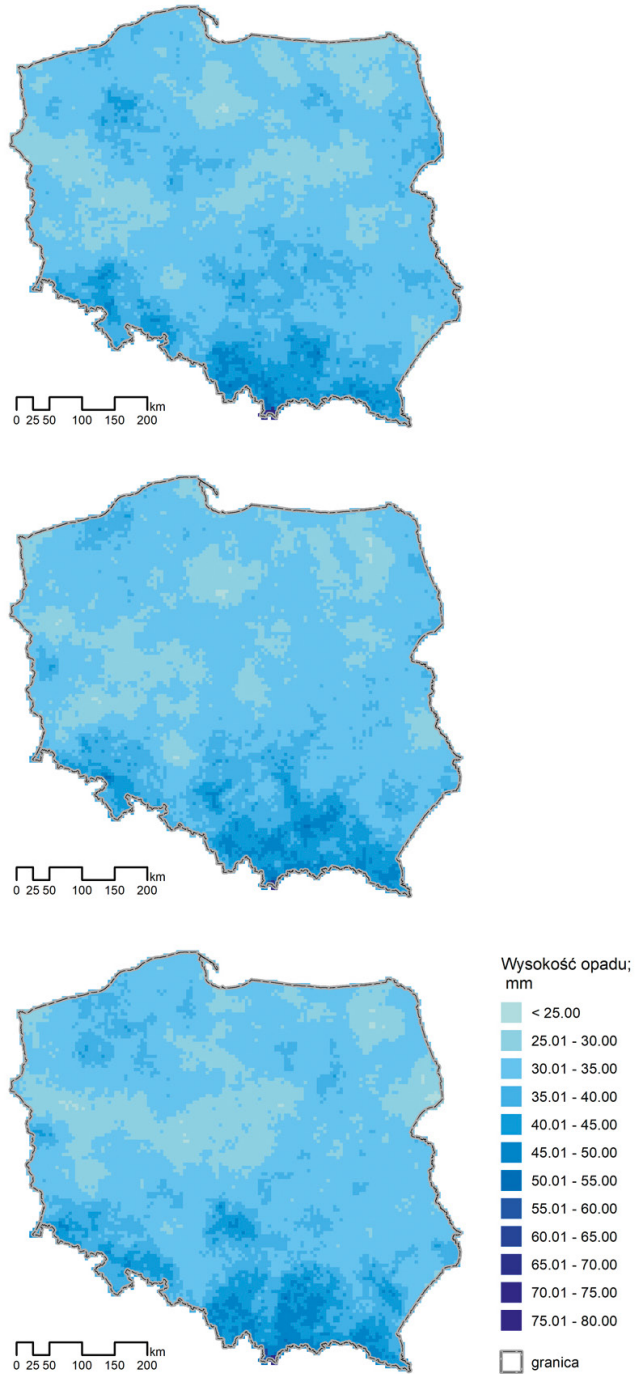 km
0 25 50 100 150 200
km
0 25 50 100 150 200
Wysokość opadu;
mm
< 25.00
25.01 - 30.00
30.01 - 35.00
35.01 - 40.00
40.01 - 45.00
45.01 - 50.00
50.01 - 55.00
55.01 - 60.00
60.01 - 65.00
65.01 - 70.00
70.01 - 75.00
75.01 - 80.00
granica
km
0 25 50 100 150 200